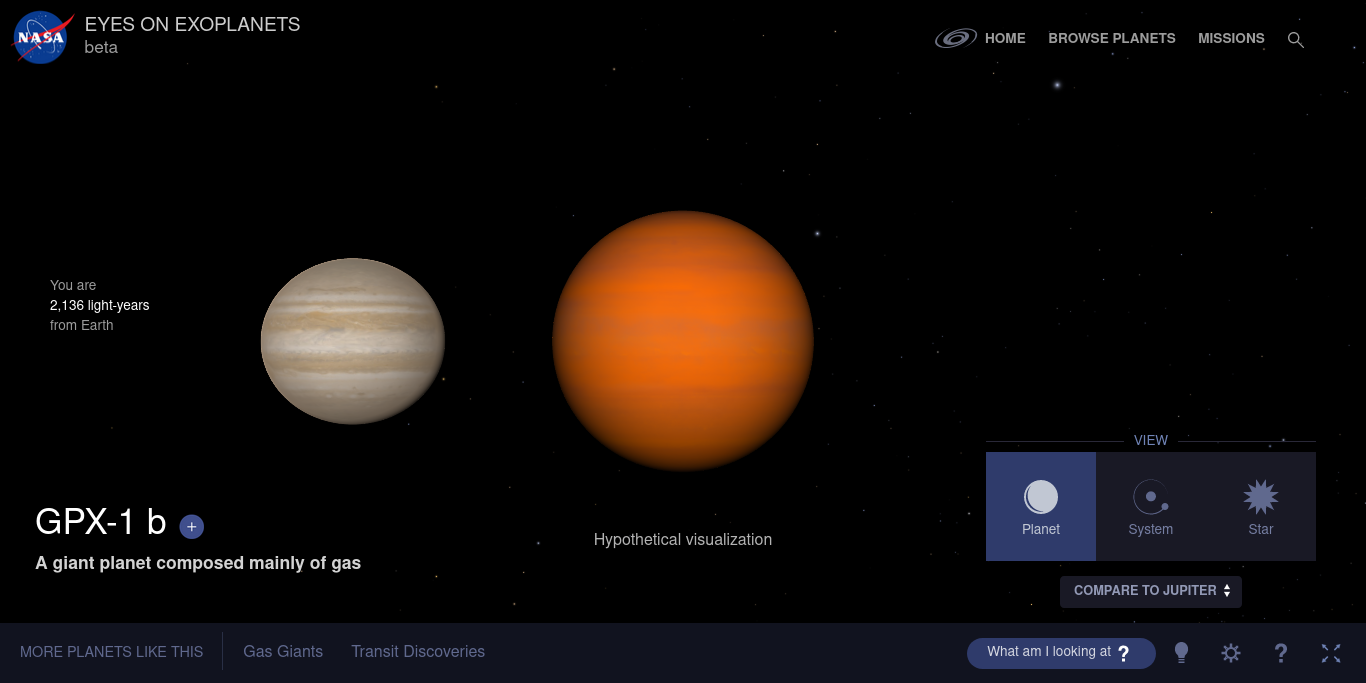 NASA
EYES ON EXOPLANETS
beta
HOME
BROWSE PLANETS
MISSIONS
You are
2,136 light-years
from Earth
GPX-1 b
+
A giant planet composed mainly of gas
Hypothetical visualization
VIEW
Planet
System
Star
COMPARE TO JUPITER
MORE PLANETS LIKE THIS
Gas Giants
Transit Discoveries
What am I looking at ?
?